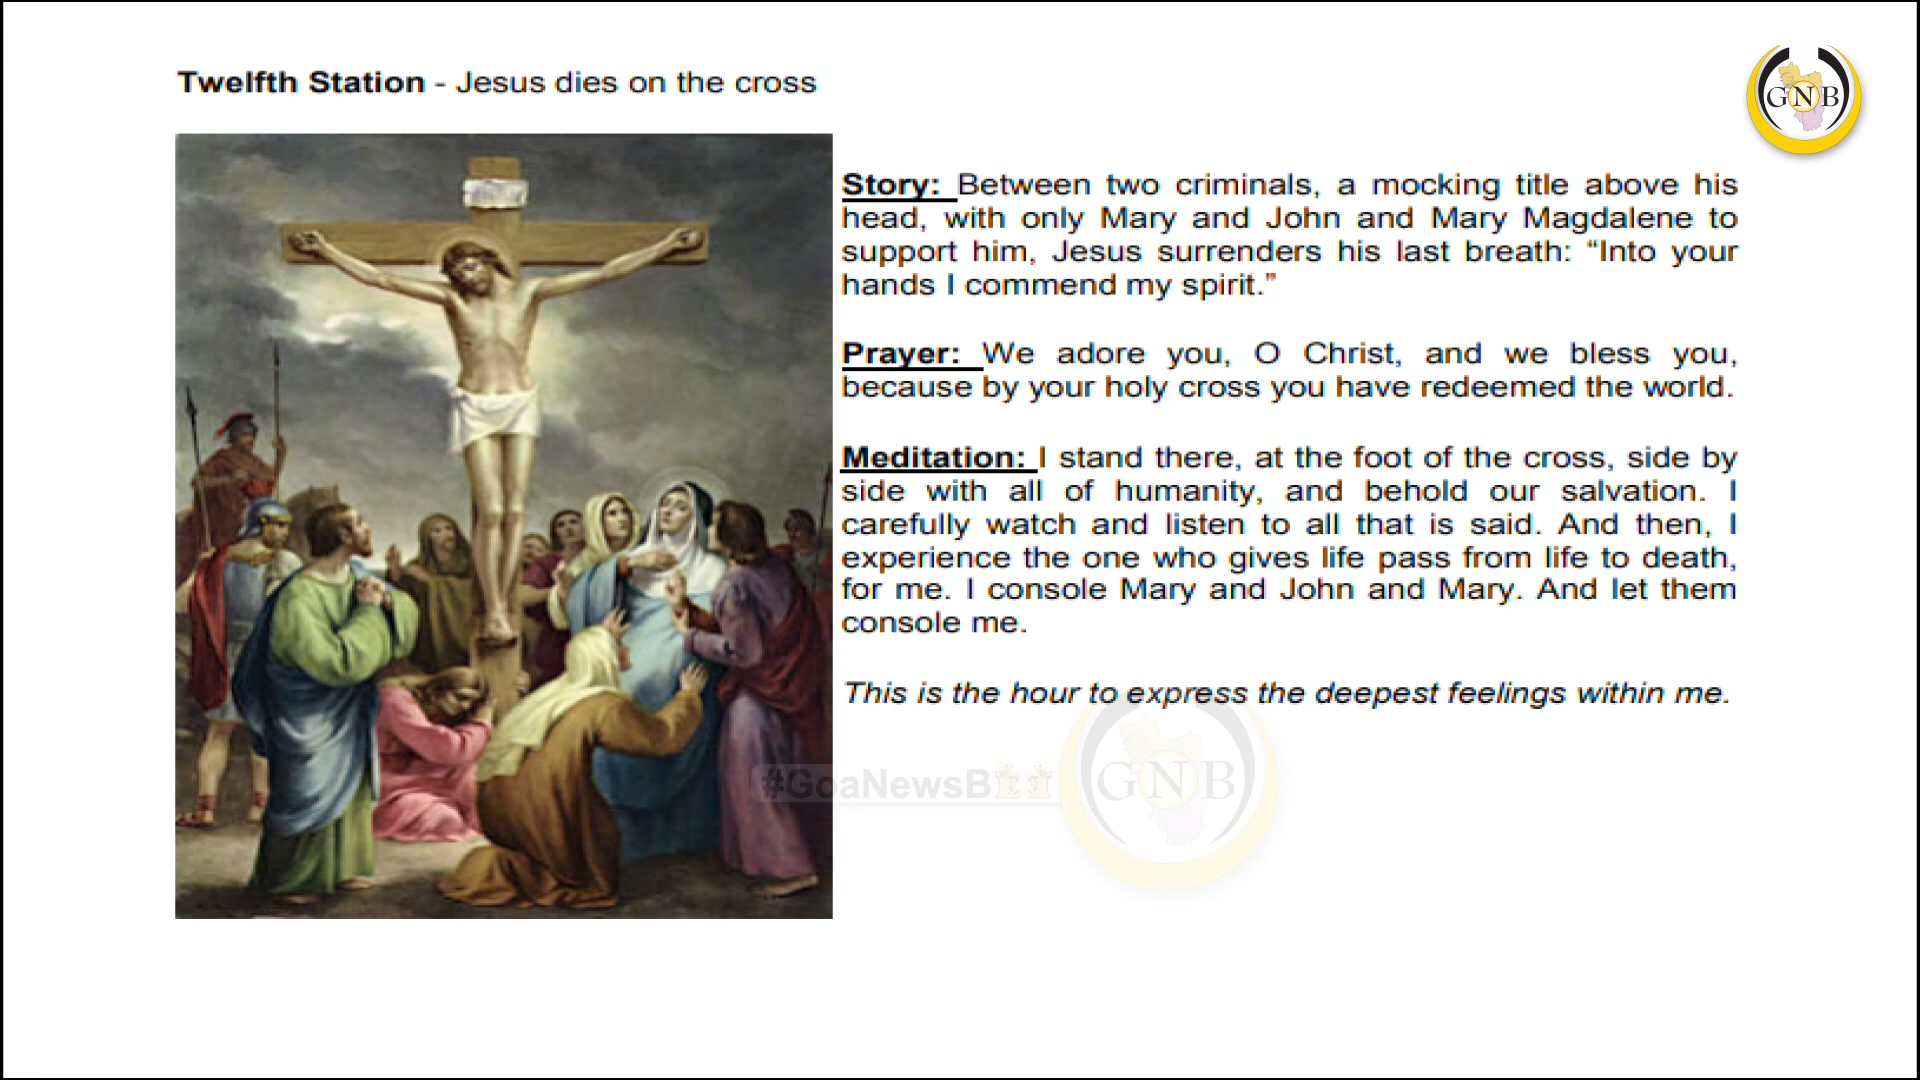 Twelfth Station - Jesus dies on the cross
GNB
Story: Between two criminals, a mocking title above his
head, with only Mary and John and Mary Magdalene to
support him, Jesus surrenders his last breath: “Into your
hands I commend my spirit.”
Prayer: We adore you, O Christ, and we bless you,
because by your holy cross you have redeemed the world.
Meditation: I stand there, at the foot of the cross, side by
side with all of humanity, and behold our salvation. I
carefully watch and listen to all that is said. And then, I
experience the one who gives life pass from life to death,
for me. I console Mary and John and Mary. And let them
console me.
This is the hour to express the deepest feelings within me.
#GoaNewsB
GNB